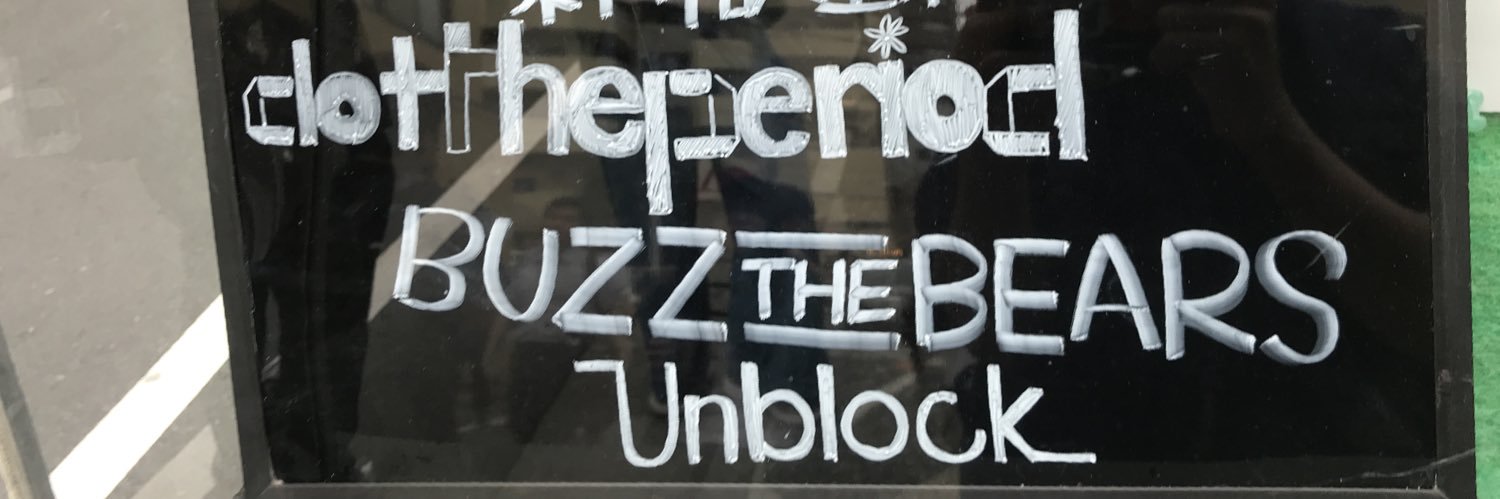 dottheperiod
BUZZ THE BEARS
Unblock